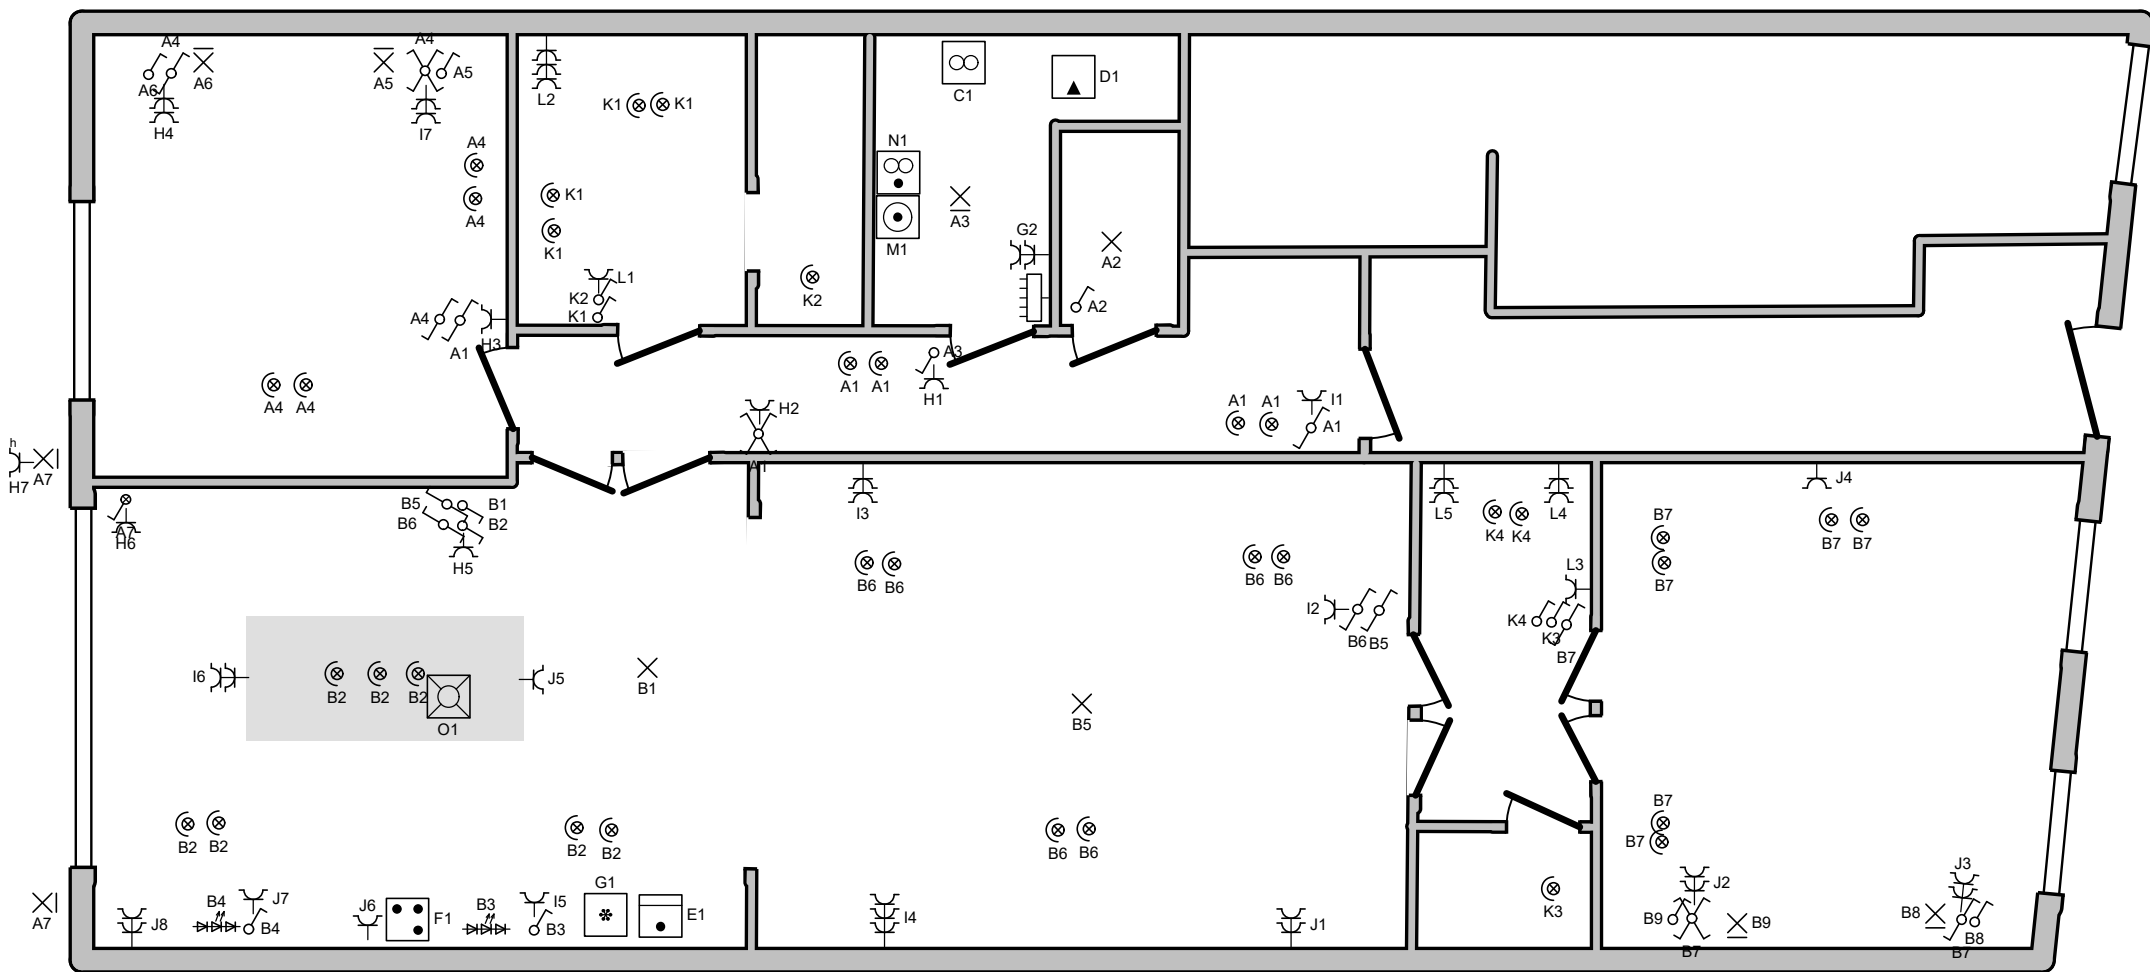 A4
A6
A6
H4
A5
A4
A5
I7
A4
A4
A4
A1
H3
A4 A4
L2
K1 K1
K1
K1
L1
K2
K1
K2
C1
D1
N1
M1
A3
G2
A2
A2
A1 A1
A3
H1
H2
A1
A1 A1
I1
A1
h
H7
A7
A7
H6
B5
B1
B6
B2
H5
I3
B6 B6
B6 B6
I2
B6
B5
L5
K4 K4
L4
L3
K4
K3
B7
J4
B7
B7
B7 B7
I6
B2 B2 B2
O1
J5
B1
B5
B2 B2
B2 B2
B6 B6
B7
B7
A7
J8
B4
J7
B4
J6
F1
B3
I5
B3
G1
E1
I4
J1
K3
J2
B9
B7
B9
J3
B8
B8
B7